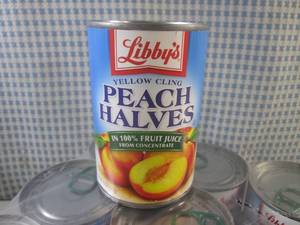 Libby's
YELLOW CLING
PEACH
HALVES
IN 100% FRUIT JUICE
FROM CONCENTRATE